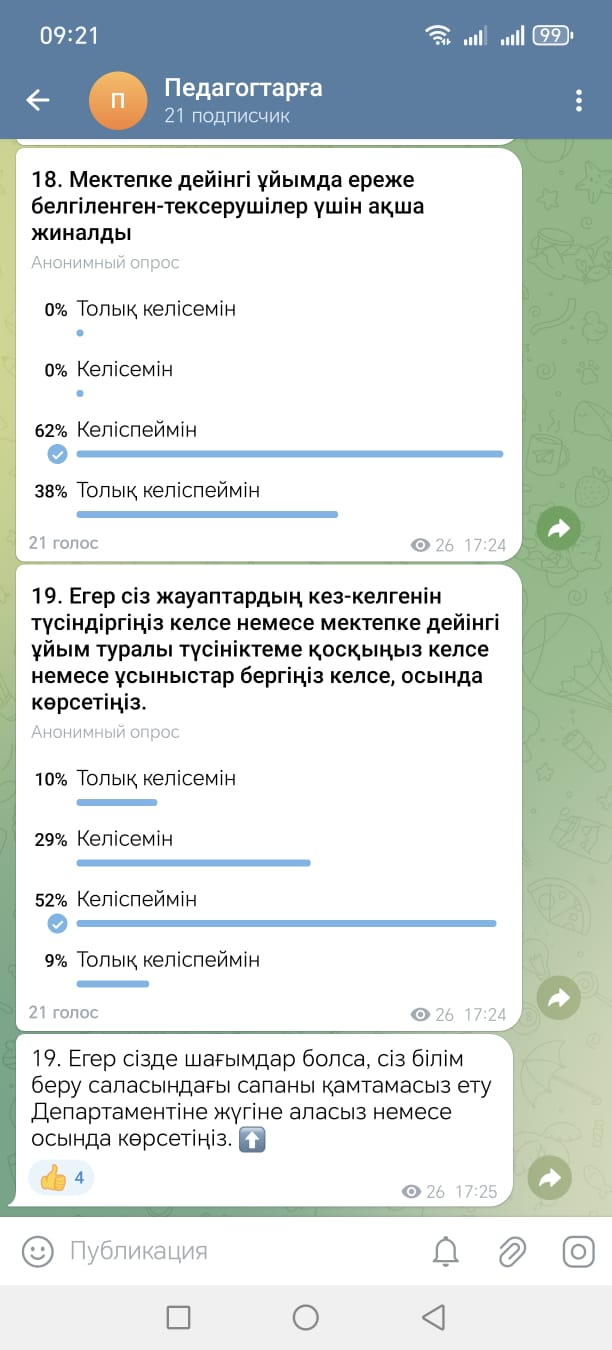 09:21
99
П
Педагогтарға
21 подписчик
18. Мектепке дейінгі ұйымда ереже
белгіленген-тексерушілер үшін ақша
жиналды
Анонимный опрос
0% Толық келісемін
0% Келісемін
62% Келіспеймін
38% Толық келіспеймін
21 голос
26 17:24
19. Егер сіз жауаптардың кез-келгенін
түсіндіргіңіз келсе немесе мектепке дейінгі
ұйым туралы түсініктеме қосқыңыз келсе
немесе ұсыныстар бергіңіз келсе, осында
көрсетіңіз.
Анонимный опрос
10% Толық келісемін
29% Келісемін
52% Келіспеймін
9% Толық келіспеймін
21 голос
26 17:24
19. Егер сізде шағымдар болса, сіз білім
беру саласындағы сапаны қамтамасыз ету
Департаментіне жүгіне аласыз немесе
осында көрсетіңіз. ⬆️
👍 4
26 17:25
Публикация